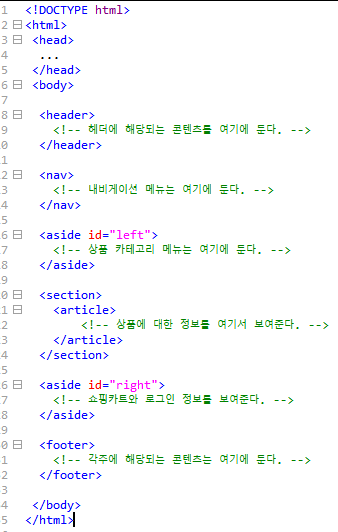 1 <!DOCTYPE html>
2 <html>
3 <head>
4 ...
5 </head>
6 <body>
7
8 <header>
9 <!-- 헤더에 해당되는 콘텐츠를 여기에 둔다. -->
0 </header>
1
2 <nav>
3 <!-- 내비게이션 메뉴는 여기에 둔다. -->
4 </nav>
5
6 <aside id="left">
7 <!-- 상품 카테고리 메뉴는 여기에 둔다. -->
8 </aside>
9
0 <section>
1 <article>
2 <!-- 상품에 대한 정보를 여기서 보여준다. -->
3 </article>
4 </section>
5
6 <aside id="right">
7 <!-- 쇼핑카트와 로그인 정보를 보여준다. -->
8 </aside>
9
0 <footer>
1 <!-- 각주에 해당되는 콘텐츠는 여기에 둔다. -->
2 </footer>
3
4 </body>
5 </html>